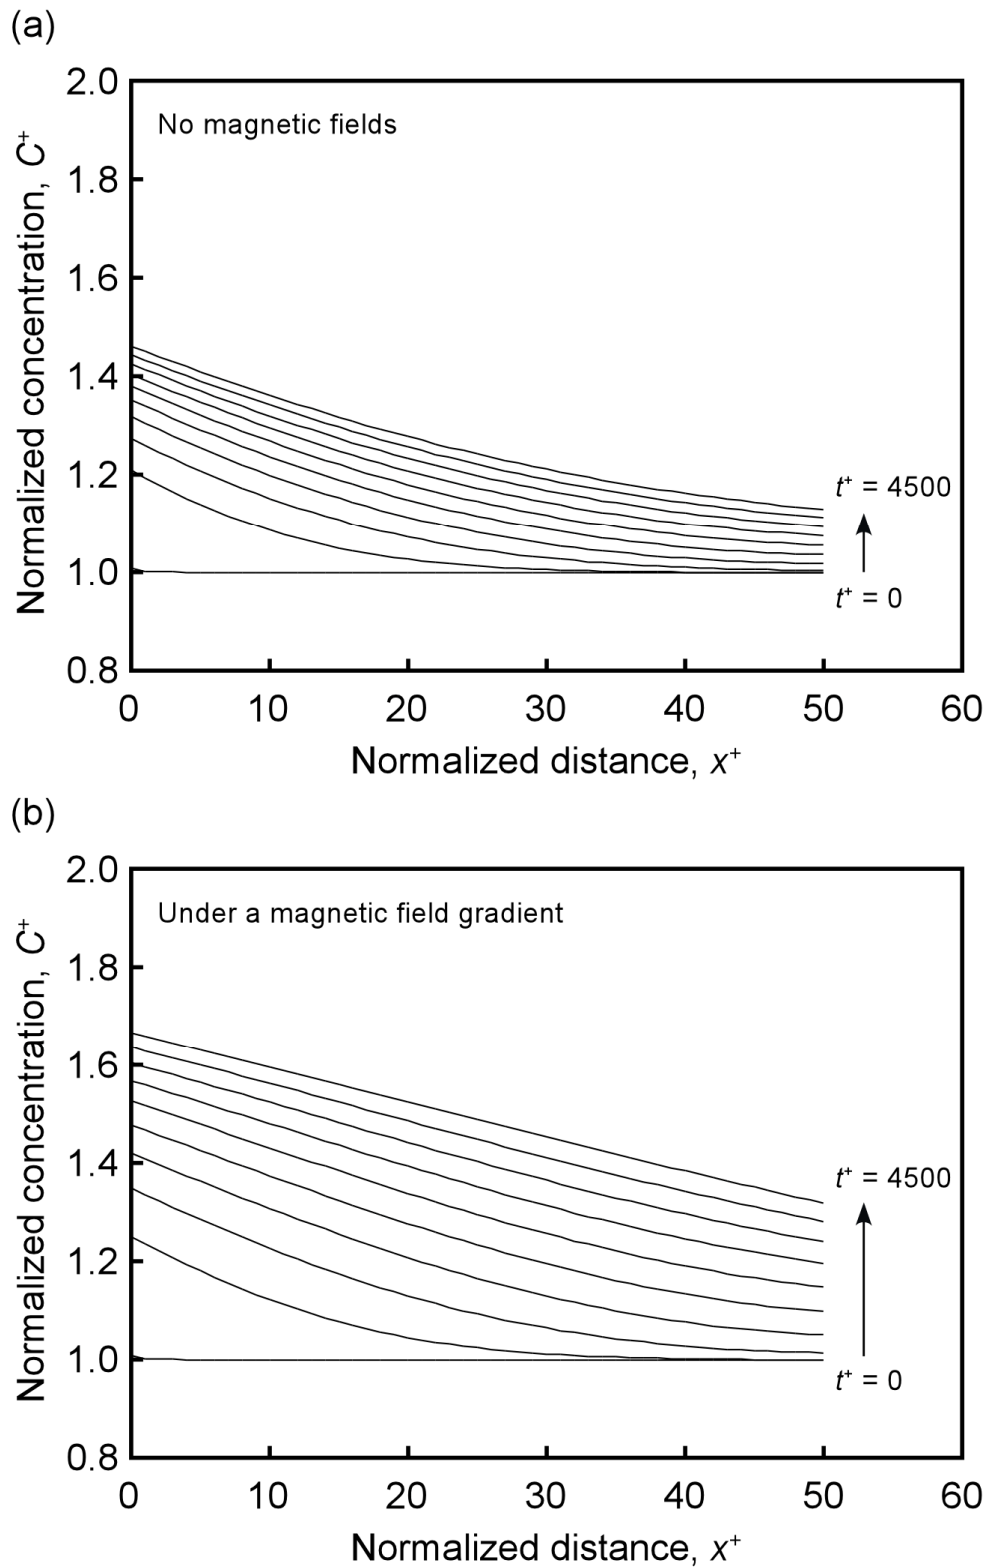 (a)
2.0
No magnetic fields
1.8
1.6
1.4
1.2
1.0
0.8
Normalized concentration, C⁺
t⁺ = 4500
t⁺ = 0
0 10 20 30 40 50 60
Normalized distance, x⁺
(b)
2.0
Under a magnetic field gradient
1.8
1.6
1.4
1.2
1.0
0.8
Normalized concentration, C⁺
t⁺ = 4500
t⁺ = 0
0 10 20 30 40 50 60
Normalized distance, x⁺